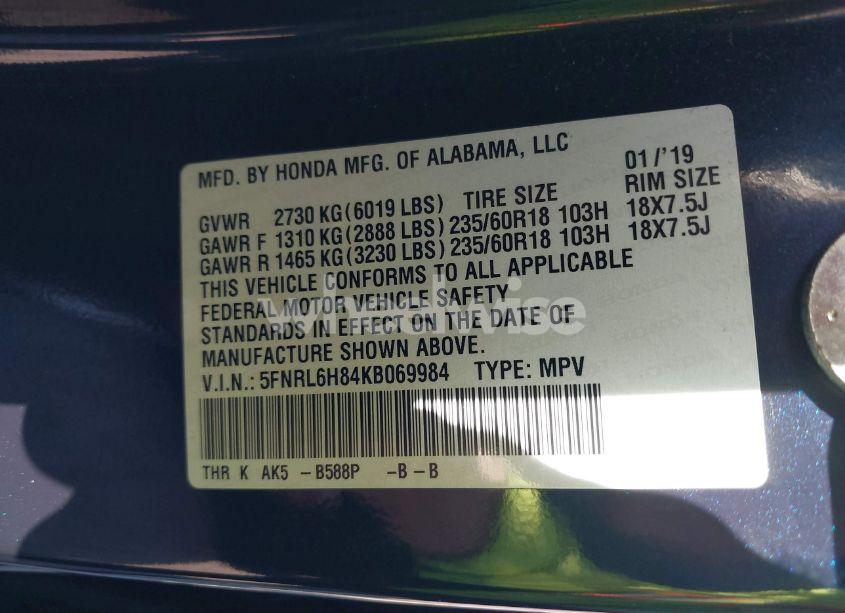 MFD. BY HONDA MFG. OF ALABAMA, LLC 01/'19
GVWR 2730 KG(6019 LBS) TIRE SIZE RIM SIZE
GAWR F 1310 KG(2888 LBS) 235/60R18 103H 18X7.5J
GAWR R 1465 KG(3230 LBS) 235/60R18 103H 18X7.5J
THIS VEHICLE CONFORMS TO ALL APPLICABLE
FEDERAL MOTOR VEHICLE SAFETY
STANDARDS IN EFFECT ON THE DATE OF
MANUFACTURE SHOWN ABOVE.
V.I.N.: 5FNRL6H84KB069984 TYPE: MPV
THR K AK5 -B588P -B-B